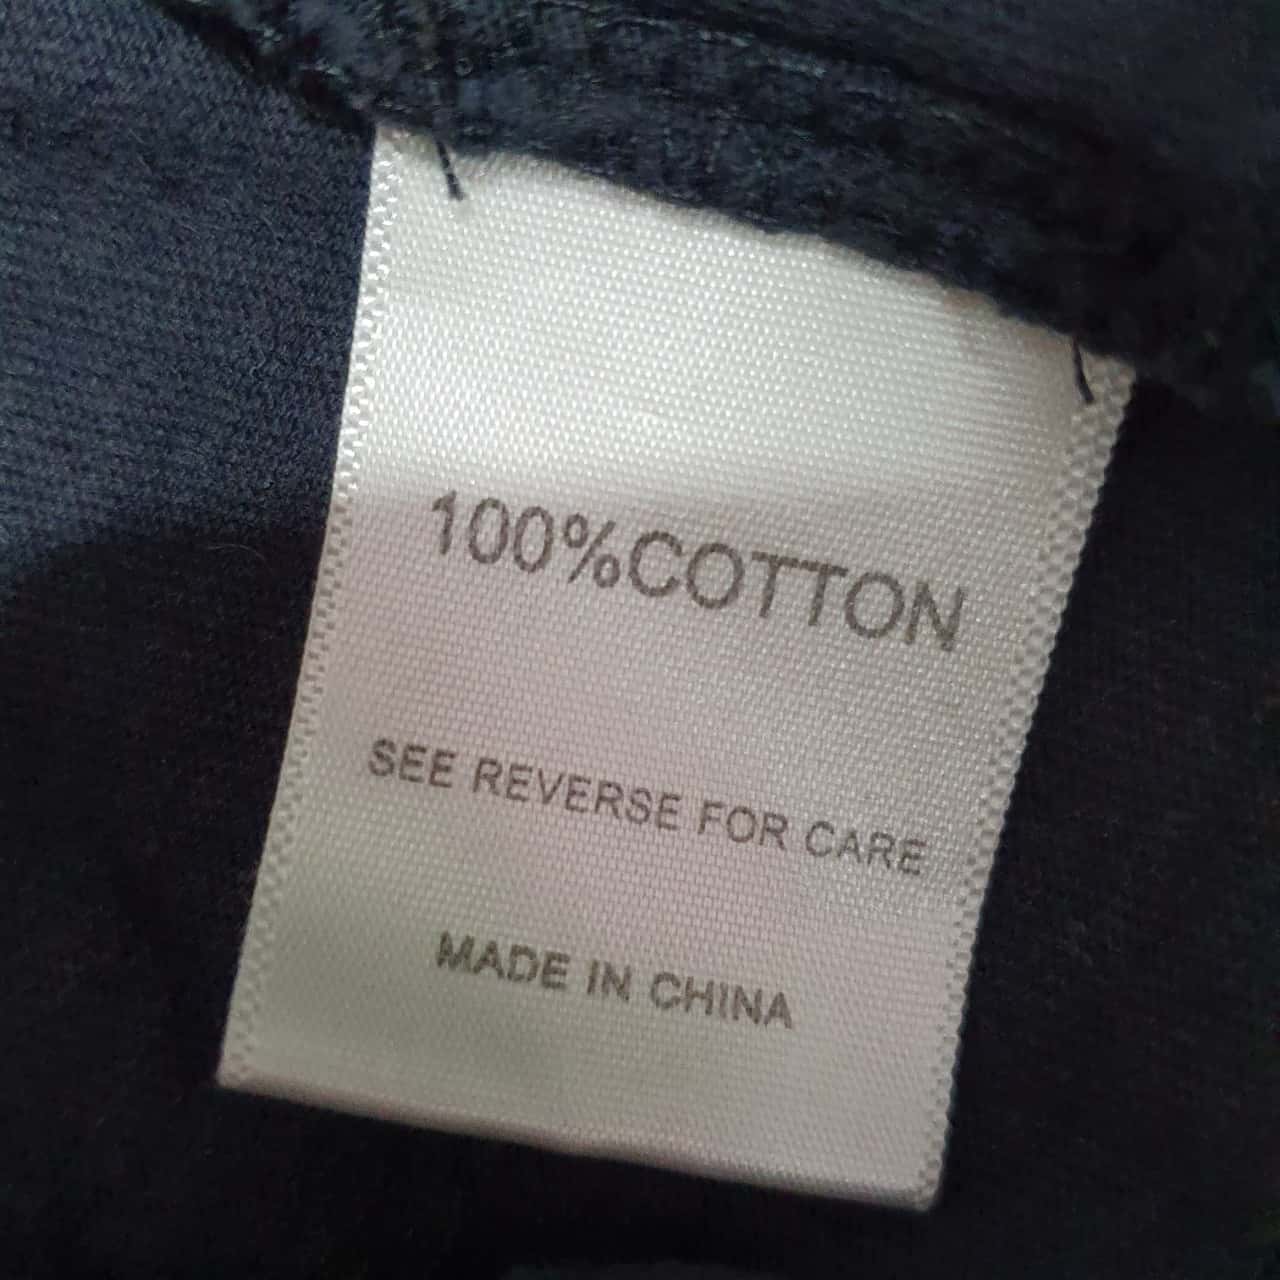 100%COTTON
SEE REVERSE FOR CARE
MADE IN CHINA